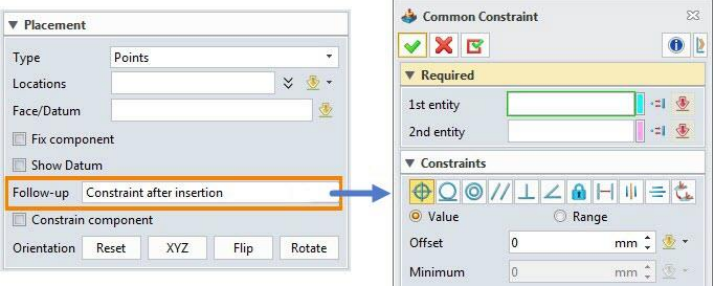 Placement
Type Points
Locations
Face/Datum
Fix component
Show Datum
Follow-up Constraint after insertion
Constrain component
Orientation Reset XYZ Flip Rotate
Common Constraint
Required
1st entity
2nd entity
Constraints
Value Range
Offset 0 mm
Minimum 0 mm